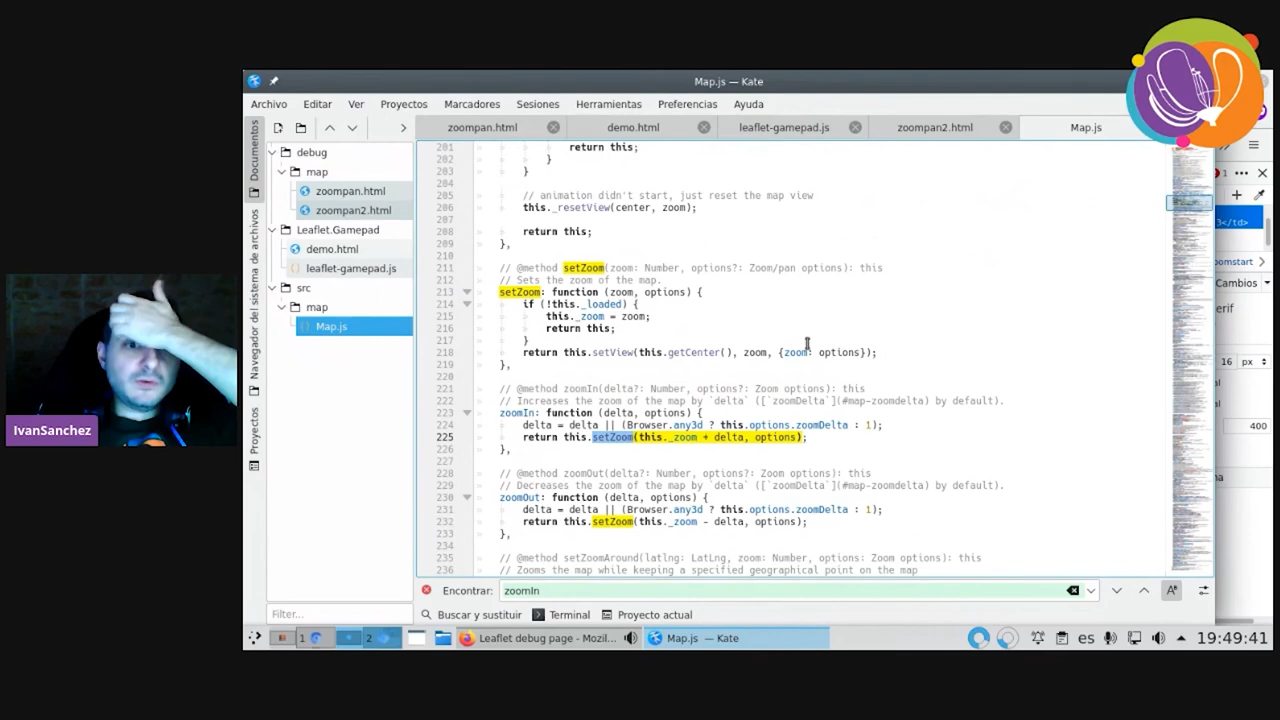 Map.js — Kate
Archivo Editar Ver Proyectos Marcadores Sesiones Herramientas Preferencias Ayuda
zoompan.html demo.html leaflet-gamepad.js zoompan2.html Map.js
Documentos
Navegador del sistema de archivos
Proyectos
debug
map
zoompan.html
zoompan2.html
Leaflet.Gamepad
demo.html
leaflet-gamepad.js
src
map
Map.js
Filter...
201 return this;
202 }
203 }
204
205 // animation didn't start, just reset the map view
206 this._resetView(center, zoom);
207
208 return this;
209 },
210
211 @method setZoom(zoom: Number, options?: Zoom/pan options): this
212 Sets the zoom of the map.
213 setZoom: function (zoom, options) {
214 if (!this._loaded) {
215 this._zoom = zoom;
216 return this;
217 }
218 return this.setView(this.getCenter(), zoom, {zoom: options});
219
220
221 @method zoomIn(delta?: Number, options?: Zoom options): this
222 Increases the zoom of the map by `delta` ([`zoomDelta`](#map-zoomdelta) by default).
223 zoomIn: function (delta, options) {
224 delta = delta || (Browser.any3d ? this.options.zoomDelta : 1);
225 return this.setZoom(this._zoom + delta, options);
226
227
228 @method zoomOut(delta?: Number, options?: Zoom options): this
229 Decreases the zoom of the map by `delta` ([`zoomDelta`](#map-zoomdelta) by default).
230 zoomOut: function (delta, options) {
231 delta = delta || (Browser.any3d ? this.options.zoomDelta : 1);
232 return this.setZoom(this._zoom - delta, options);
233
234
235 @method setZoomAround(latlng: LatLng, zoom: Number, options: Zoom options): this
236 Zooms the map while keeping a specified geographical point on the map
Encontrar: zoomIn
Buscar y sustituir Terminal Proyecto actual
1 2 Leaflet debug page - Mozil... Map.js — Kate es 19:49:41
IvanSanchez
1
3</td>
Cambios
16 px
400